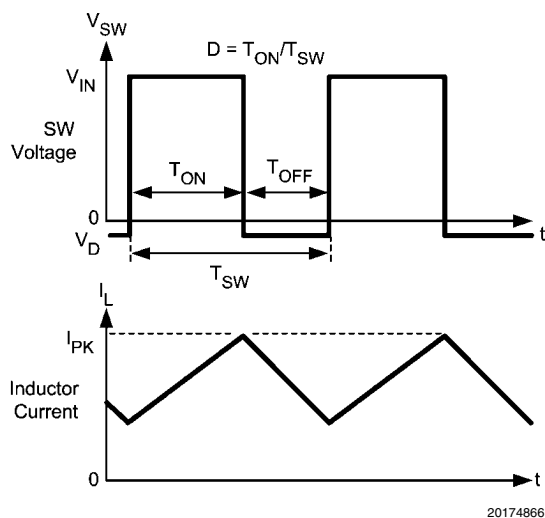 V_SW
D = T_ON/T_SW
V_IN
SW
Voltage
T_ON
T_OFF
0
V_D
t
T_SW
I_L
I_PK
Inductor
Current
0
t
20174866